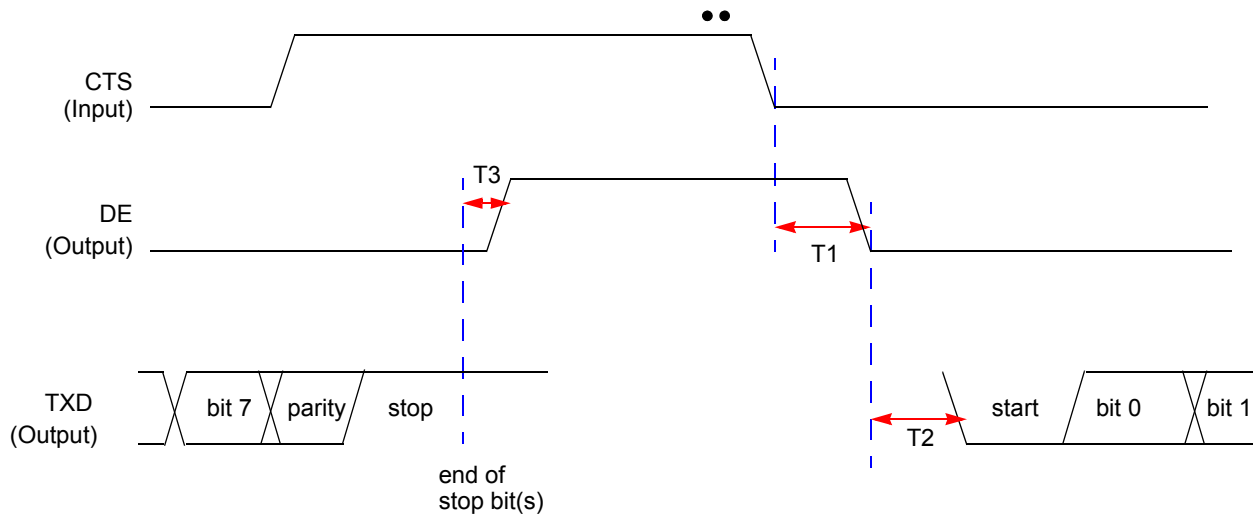 CTS
(Input)
T3
DE
(Output)
T1
TXD
(Output)
bit 7
parity
stop
T2
start
bit 0
bit 1
end of
stop bit(s)